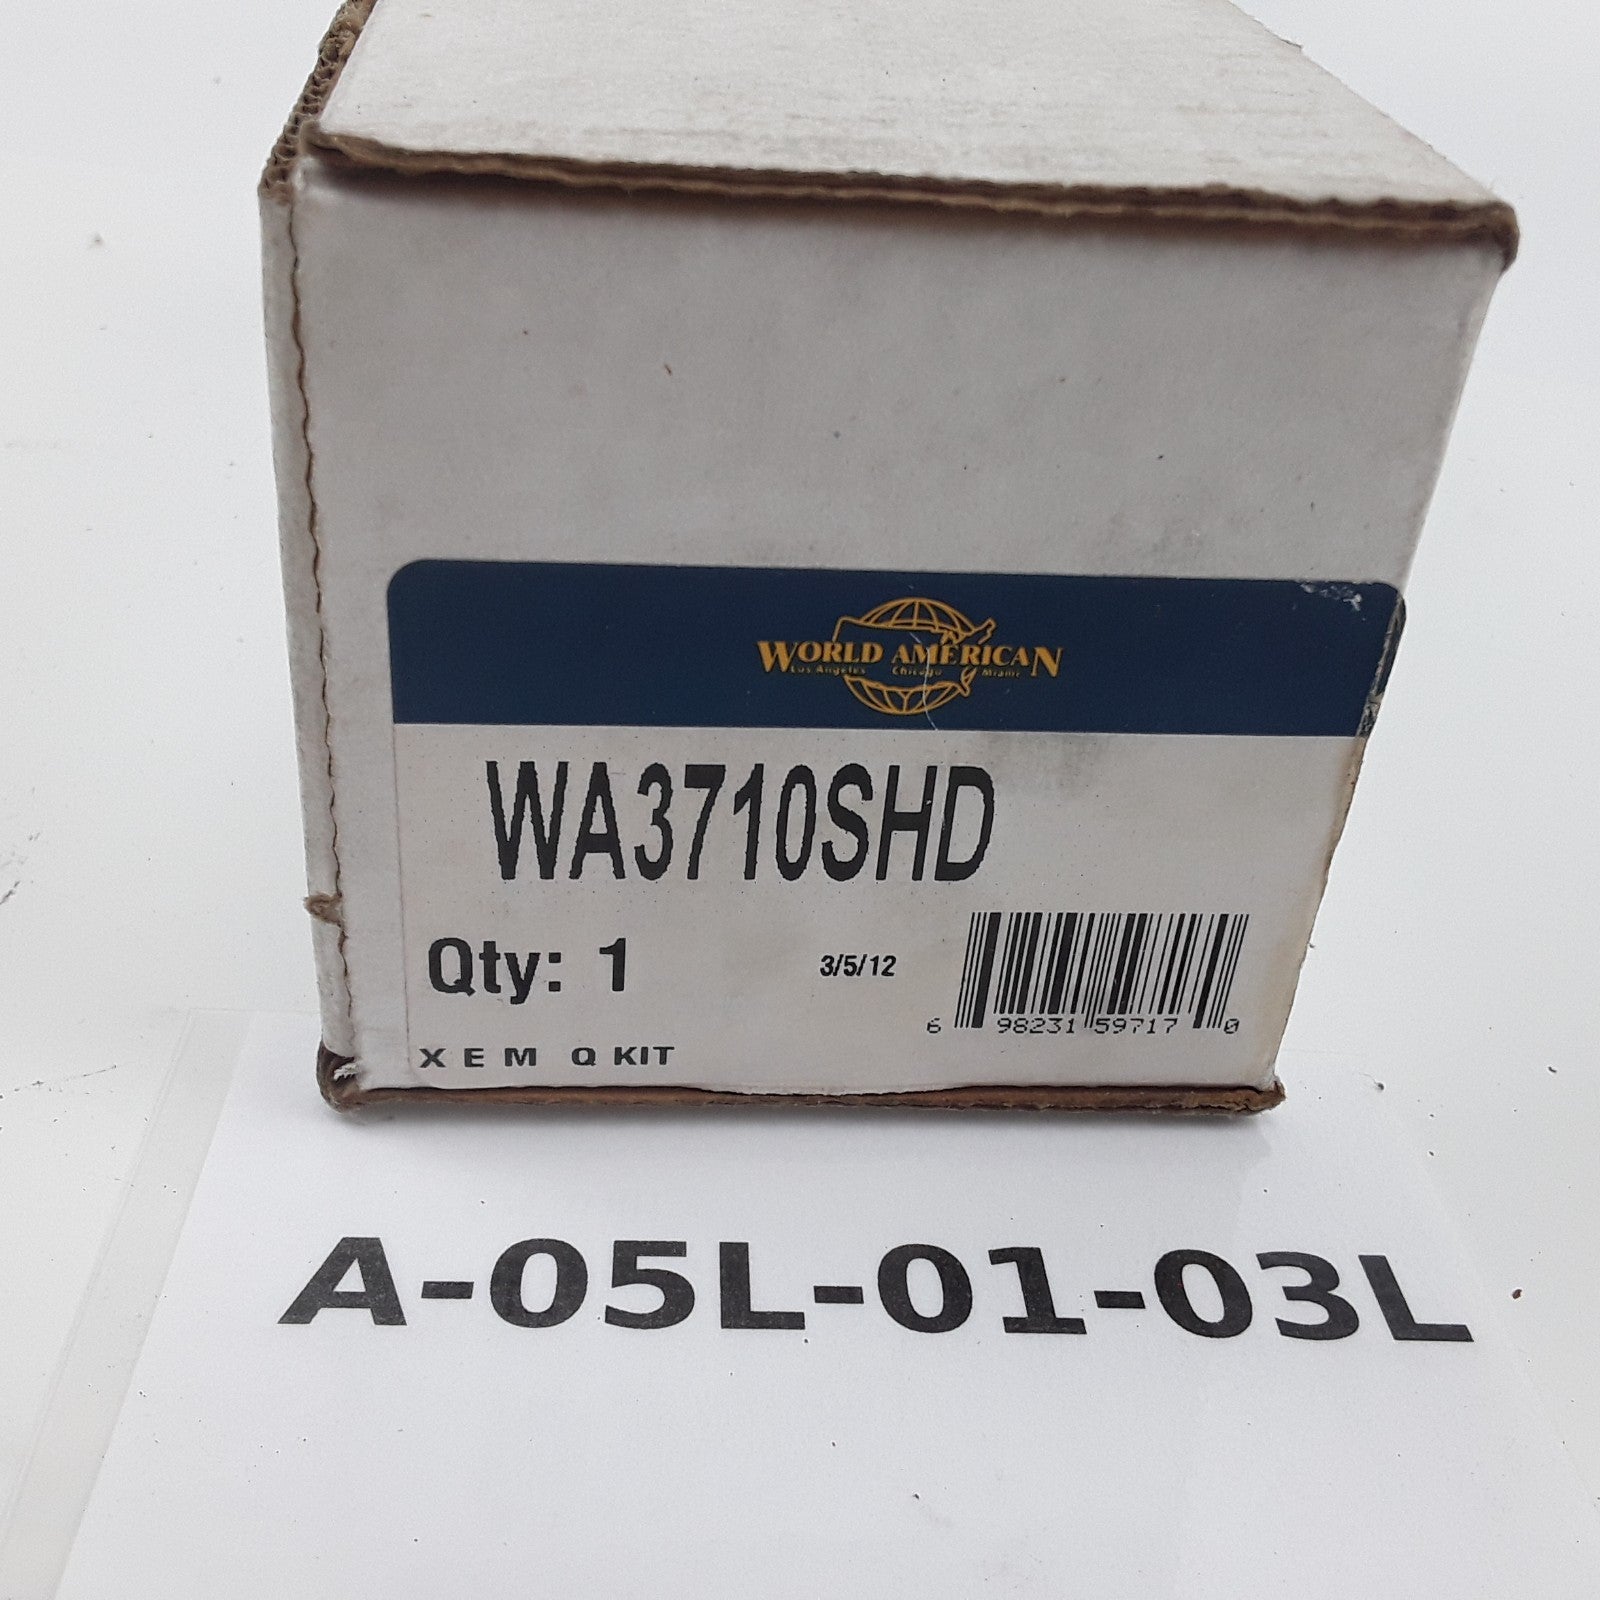 WORLD AMERICAN
Los Angeles Chicago Miami
WA3710SHD
Qty: 1
3/5/12
6 98231 59717 0
X E M Q KIT
A-05L-01-03L